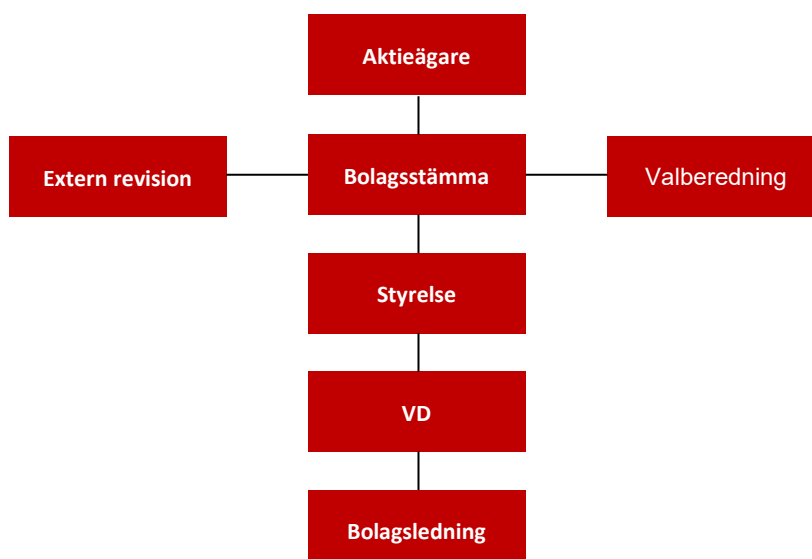 Aktieägare
Extern revision
Bolagsstämma
Valberedning
Styrelse
VD
Bolagsledning